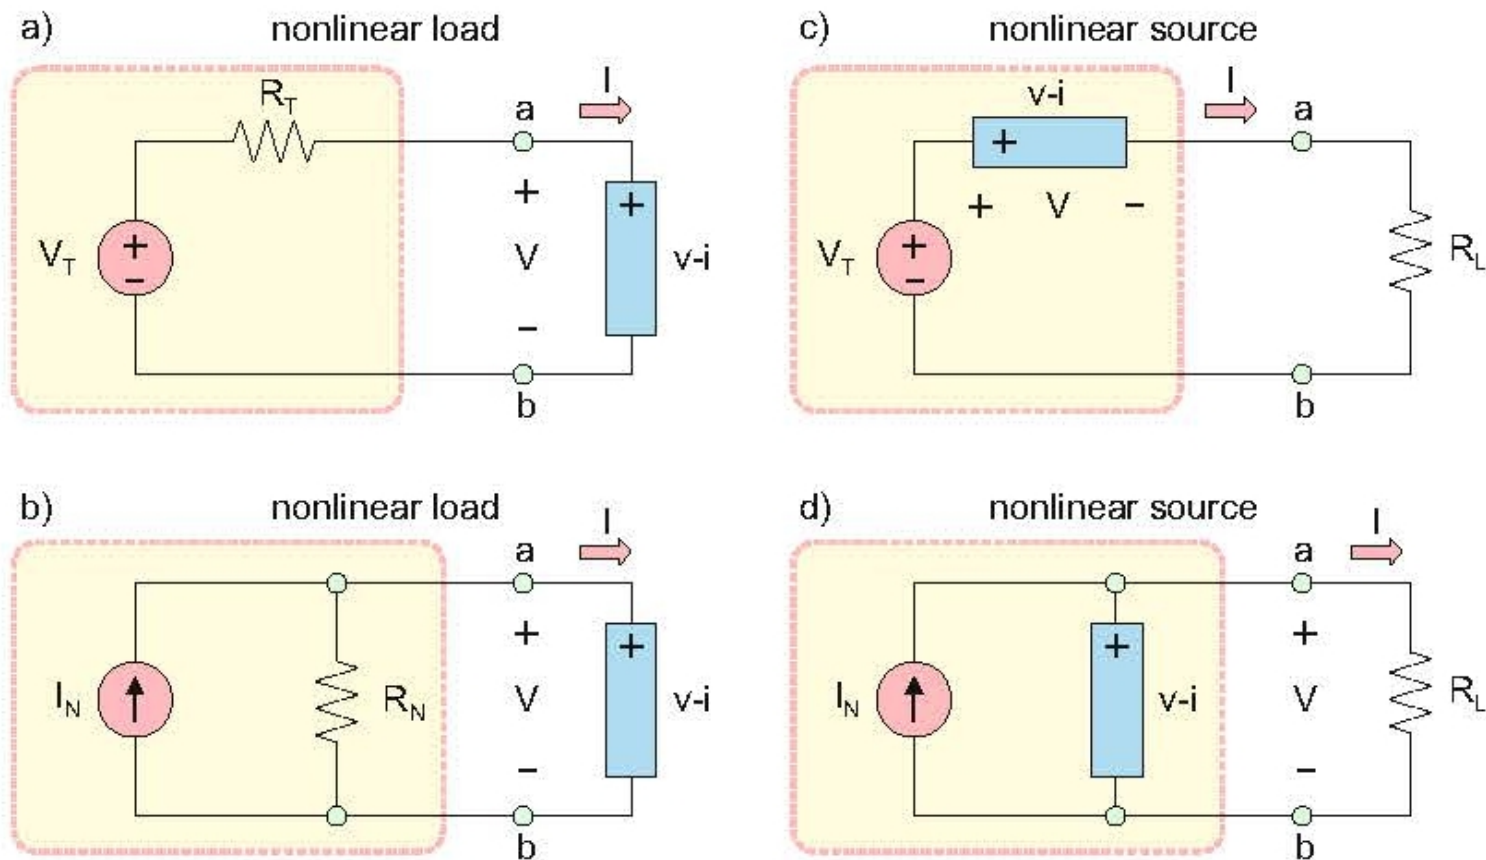 a) nonlinear load
R_T
a
I
+
V_T
+
−
V
−
+
v-i
b
c) nonlinear source
v-i
I
a
+
+ V −
V_T
+
−
R_L
b
b) nonlinear load
a
I
I_N
R_N
+
V
−
+
v-i
b
d) nonlinear source
a
I
I_N
+
v-i
+
V
−
R_L
b